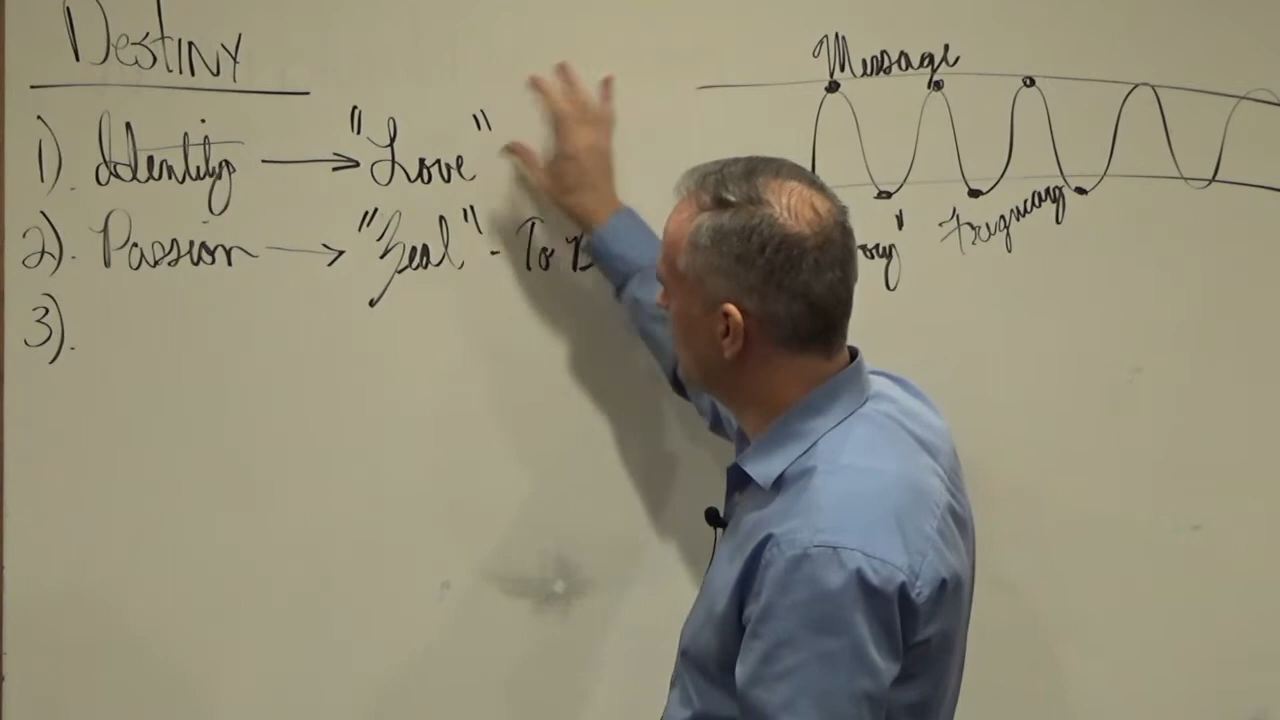 DestINY
1). Identity → "Love"
2). Passion → "Zeal" - To
3).
Message
Frequency